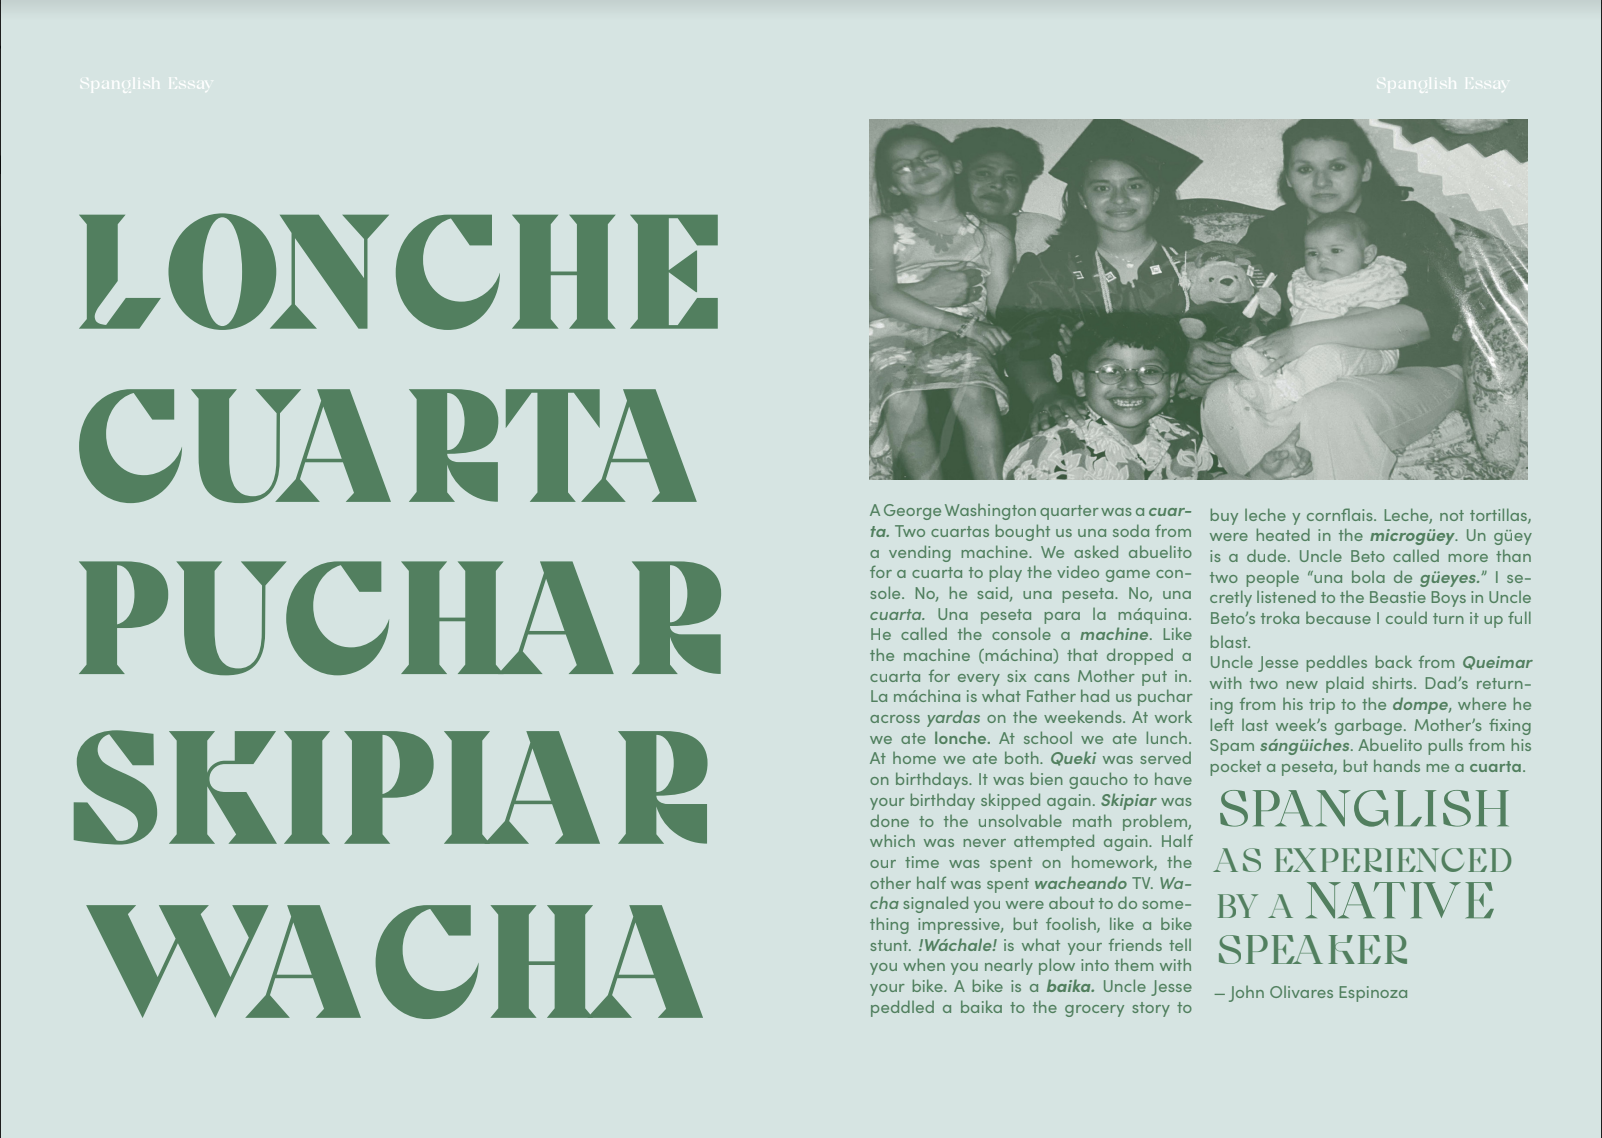 Spanglish Essay
Spanglish Essay
LONCHE
CUARTA
PUCHAR
SKIPIAR
WACHA
A George Washington quarter was a cuar-
ta. Two cuartas bought us una soda from
a vending machine. We asked abuelito
for a cuarta to play the video game con-
sole. No, he said, una peseta. No, una
cuarta. Una peseta para la máquina.
He called the console a machine. Like
the machine (máchina) that dropped a
cuarta for every six cans Mother put in.
La máchina is what Father had us puchar
across yardas on the weekends. At work
we ate lonche. At school we ate lunch.
At home we ate both. Queki was served
on birthdays. It was bien gaucho to have
your birthday skipped again. Skipiar was
done to the unsolvable math problem,
which was never attempted again. Half
our time was spent on homework, the
other half was spent wacheando TV. Wa-
cha signaled you were about to do some-
thing impressive, but foolish, like a bike
stunt. !Wáchale! is what your friends tell
you when you nearly plow into them with
your bike. A bike is a baika. Uncle Jesse
peddled a baika to the grocery story to
buy leche y cornflais. Leche, not tortillas,
were heated in the microgüey. Un güey
is a dude. Uncle Beto called more than
two people “una bola de güeyes.” I se-
cretly listened to the Beastie Boys in Uncle
Beto’s troka because I could turn it up full
blast.
Uncle Jesse peddles back from Queimar
with two new plaid shirts. Dad’s return-
ing from his trip to the dompe, where he
left last week’s garbage. Mother’s fixing
Spam sángüiches. Abuelito pulls from his
pocket a peseta, but hands me a cuarta.
SPANGLISH
AS EXPERIENCED
BY A NATIVE
SPEAKER
– John Olivares Espinoza